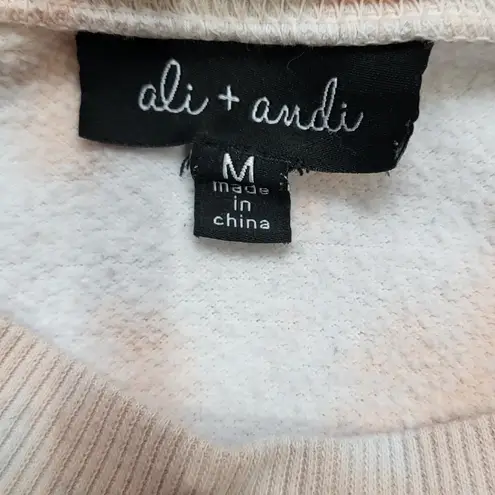 ali + andi
M
made
in
china